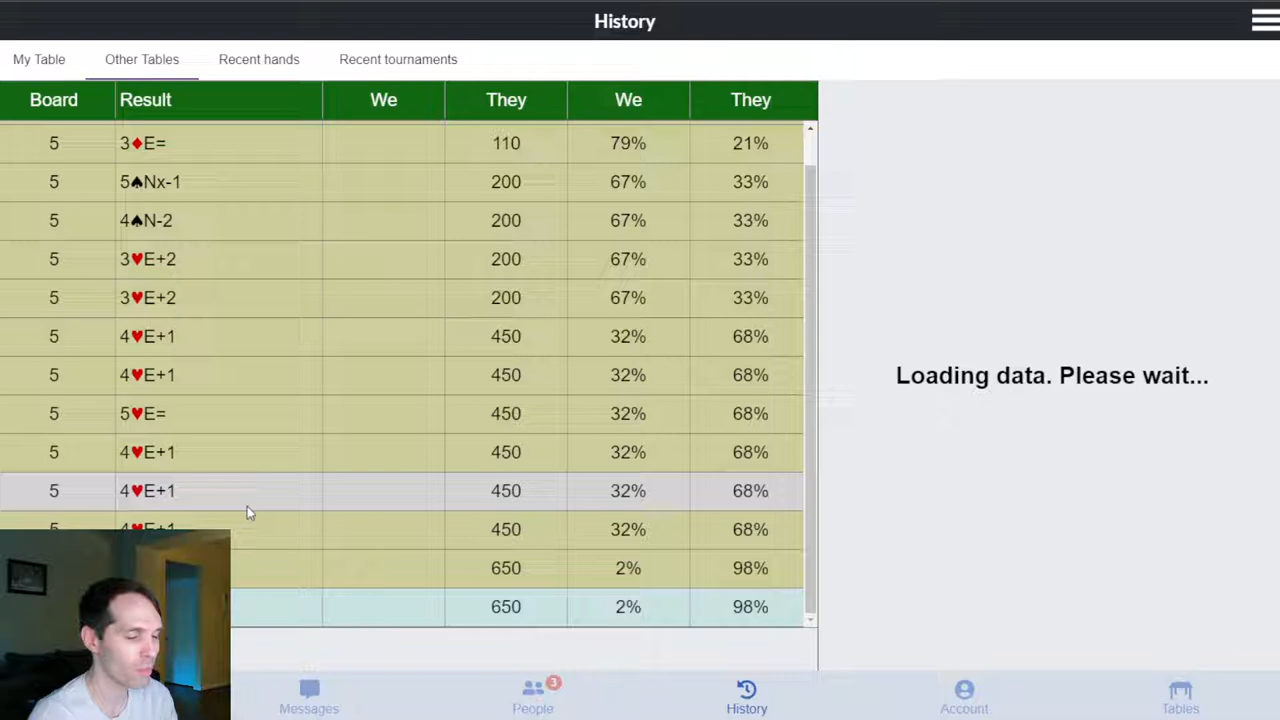 History
My Table Other Tables Recent hands Recent tournaments
Board Result We They We They
5 3♦E= 110 79% 21%
5 5♠Nx-1 200 67% 33%
5 4♠N-2 200 67% 33%
5 3♥E+2 200 67% 33%
5 3♥E+2 200 67% 33%
5 4♥E+1 450 32% 68%
5 4♥E+1 450 32% 68%
5 5♥E= 450 32% 68%
5 4♥E+1 450 32% 68%
5 4♥E+1 450 32% 68%
5 4♥E+1 450 32% 68%
650 2% 98%
650 2% 98%
Loading data. Please wait...
3
Messages People History Account Tables